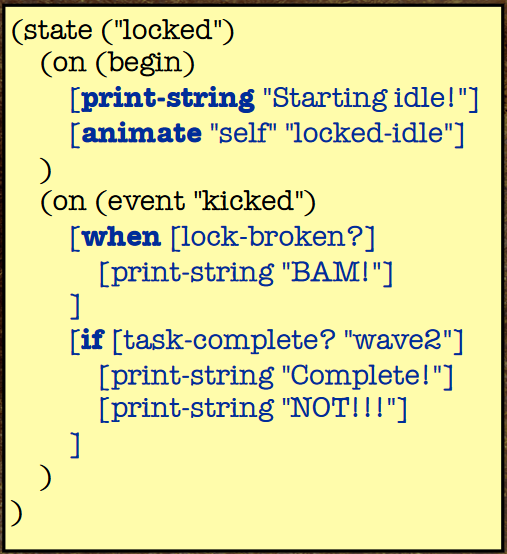 (state ("locked")
(on (begin)
[print-string "Starting idle!"]
[animate "self" "locked-idle"]
)
(on (event "kicked")
[when [lock-broken?]
[print-string "BAM!"]
]
[if [task-complete? "wave2"]
[print-string "Complete!"]
[print-string "NOT!!!"]
]
)
)